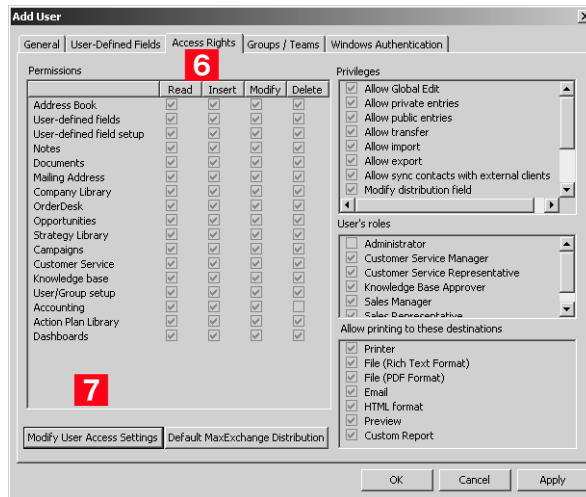 Add User
General User-Defined Fields Access Rights Groups / Teams Windows Authentication
6
Permissions
Read Insert Modify Delete
Address Book
User-defined fields
User-defined field setup
Notes
Documents
Mailing Address
Company Library
OrderDesk
Opportunities
Strategy Library
Campaigns
Customer Service
Knowledge base
User/Group setup
Accounting
Action Plan Library
Dashboards
7
Modify User Access Settings Default MaxExchange Distribution
Privileges
Allow Global Edit
Allow private entries
Allow public entries
Allow transfer
Allow import
Allow export
Allow sync contacts with external clients
Modify distribution field
User's roles
Administrator
Customer Service Manager
Customer Service Representative
Knowledge Base Approver
Sales Manager
Sales Representative
Allow printing to these destinations
Printer
File (Rich Text Format)
File (PDF Format)
Email
HTML format
Preview
Custom Report
OK Cancel Apply